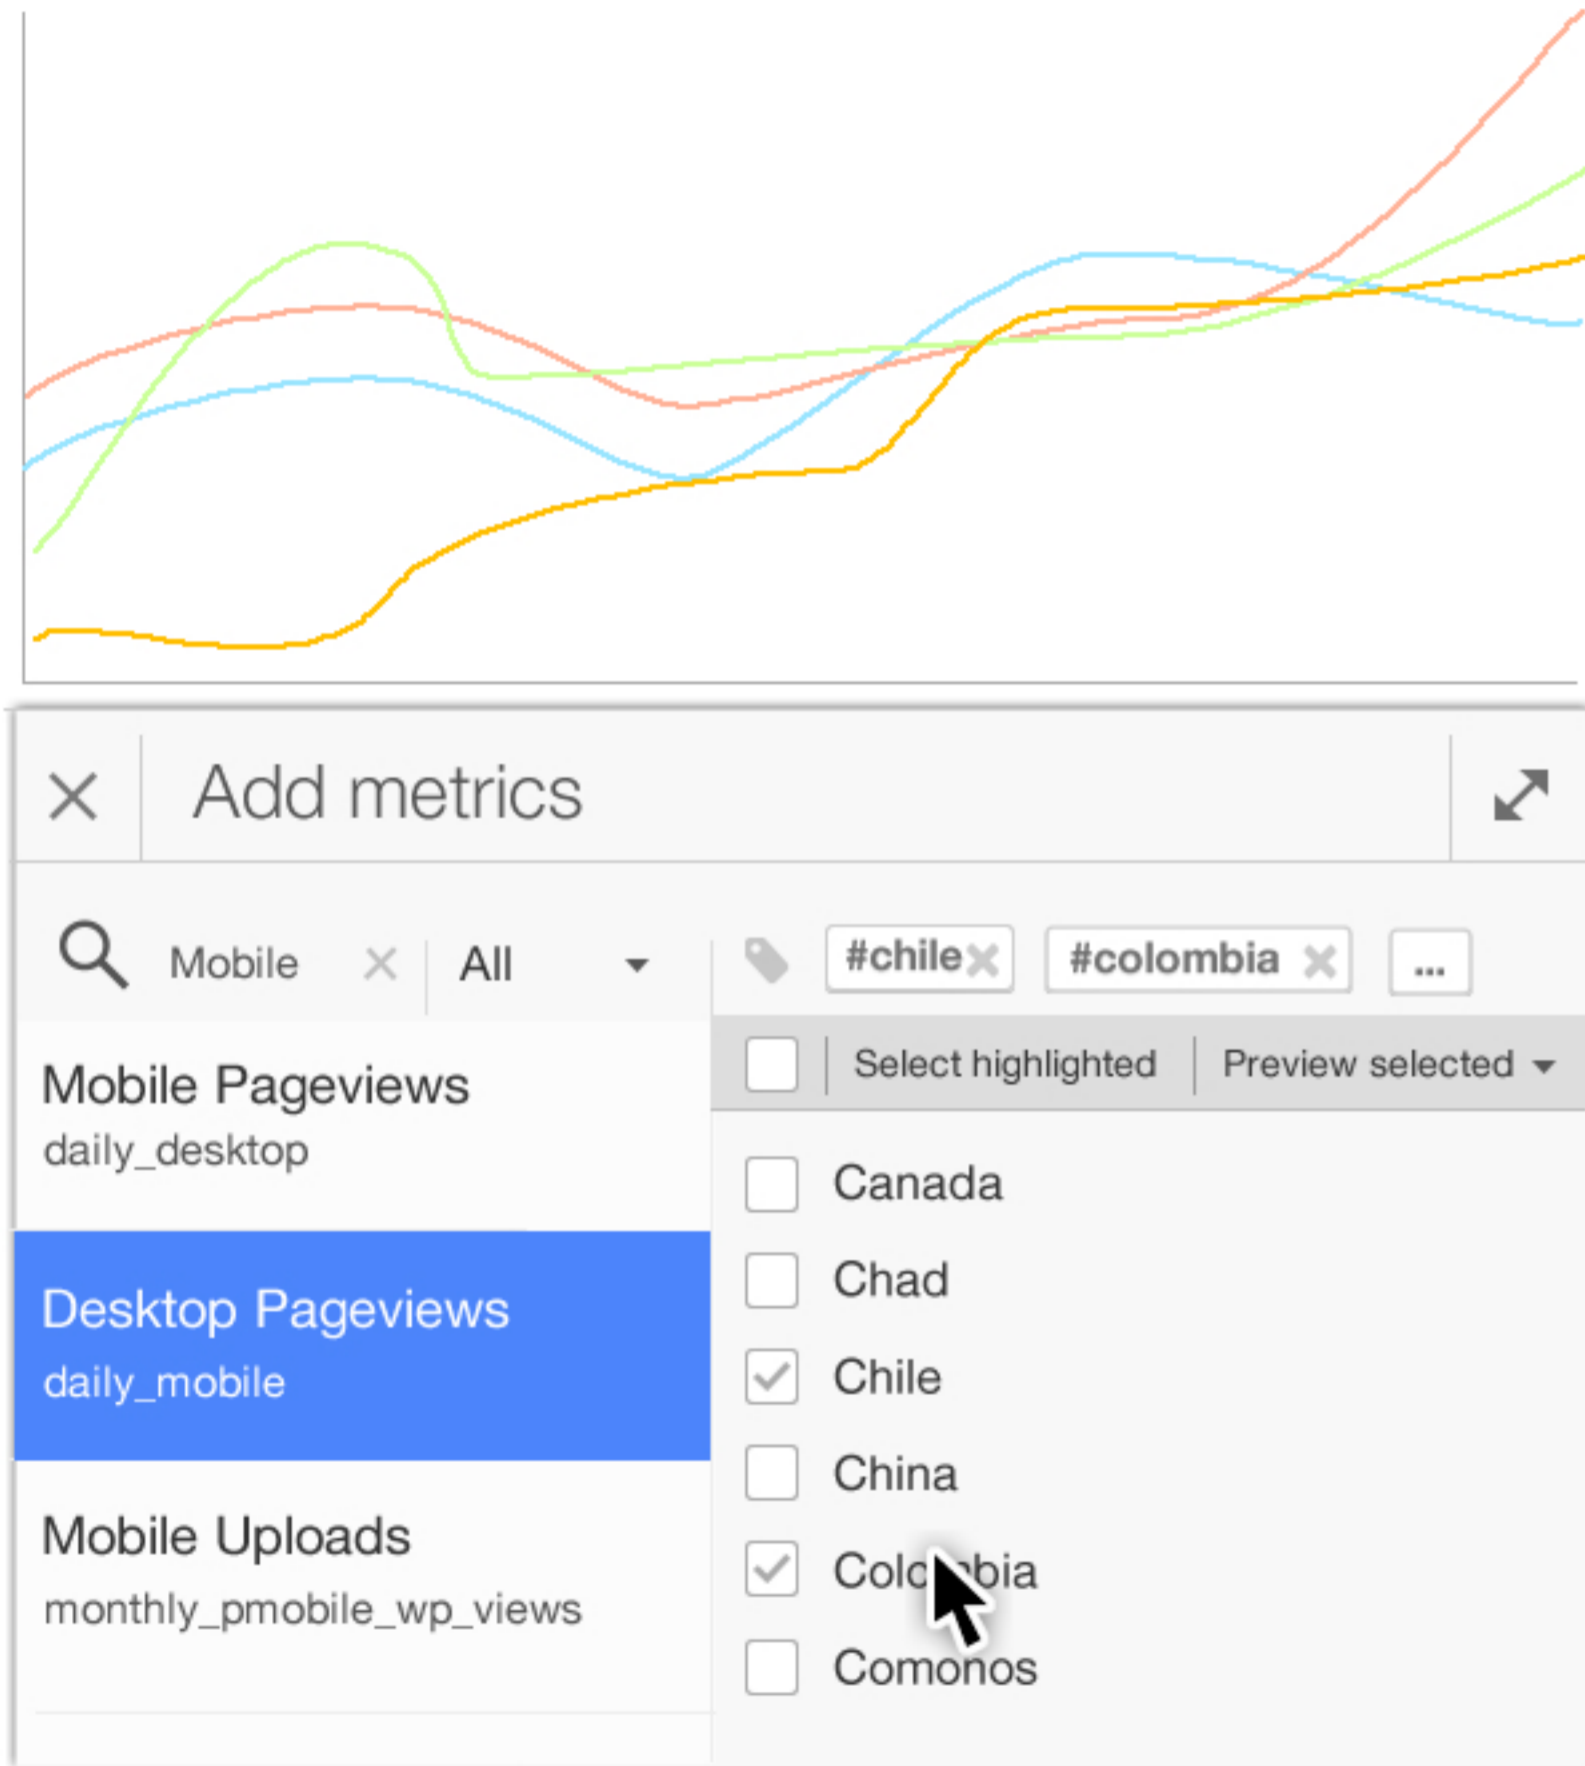 Add metrics
Mobile
All
#chile
#colombia
...
Mobile Pageviews
daily_desktop
Desktop Pageviews
daily_mobile
Mobile Uploads
monthly_pmobile_wp_views
Select highlighted
Preview selected
Canada
Chad
Chile
China
Colombia
Comonos